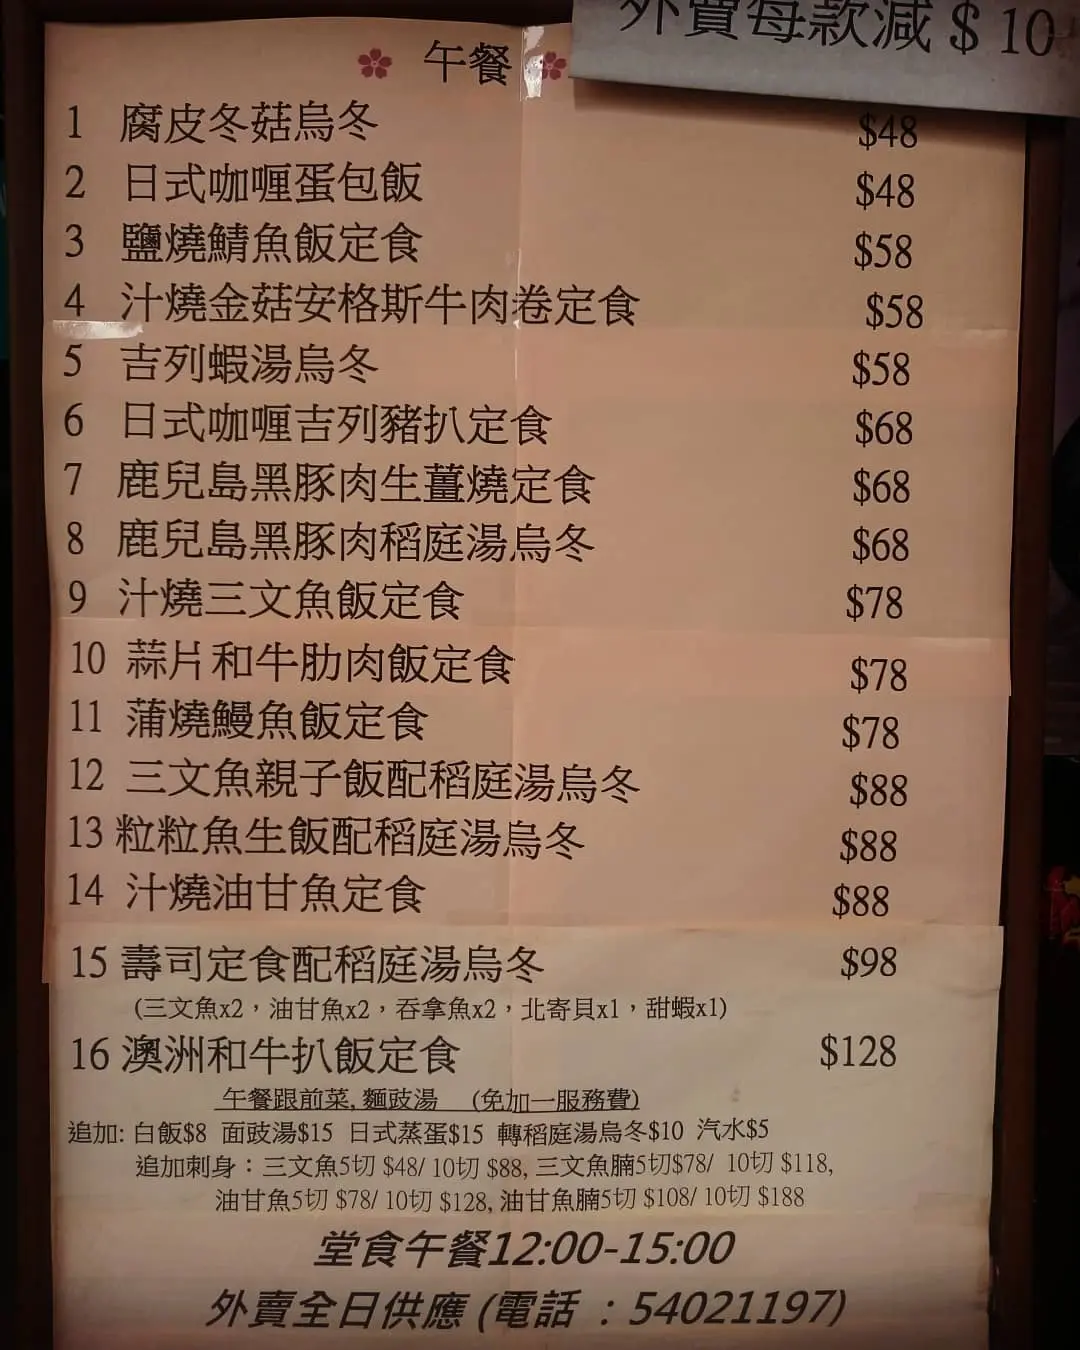 外賣每款減 $ 10
午餐
1 腐皮冬菇烏冬 $48
2 日式咖喱蛋包飯 $48
3 鹽燒鯖魚飯定食 $58
4 汁燒金菇安格斯牛肉卷定食 $58
5 吉列蝦湯烏冬 $58
6 日式咖喱吉列豬扒定食 $68
7 鹿兒島黑豚肉生薑燒定食 $68
8 鹿兒島黑豚肉稻庭湯烏冬 $68
9 汁燒三文魚飯定食 $78
10 蒜片和牛肋肉飯定食 $78
11 蒲燒鰻魚飯定食 $78
12 三文魚親子飯配稻庭湯烏冬 $88
13 粒粒魚生飯配稻庭湯烏冬 $88
14 汁燒油甘魚定食 $88
15 壽司定食配稻庭湯烏冬 $98
(三文魚x2，油甘魚x2，吞拿魚x2，北寄貝x1，甜蝦x1)
16 澳洲和牛扒飯定食 $128
午餐跟前菜, 麵豉湯 (免加一服務費)
追加: 白飯$8 面豉湯$15 日式蒸蛋$15 轉稻庭湯烏冬$10 汽水$5
追加刺身：三文魚5切 $48/ 10切 $88, 三文魚腩5切$78/ 10切 $118,
油甘魚5切 $78/ 10切 $128, 油甘魚腩5切 $108/ 10切 $188
堂食午餐12:00-15:00
外賣全日供應 (電話 : 54021197)